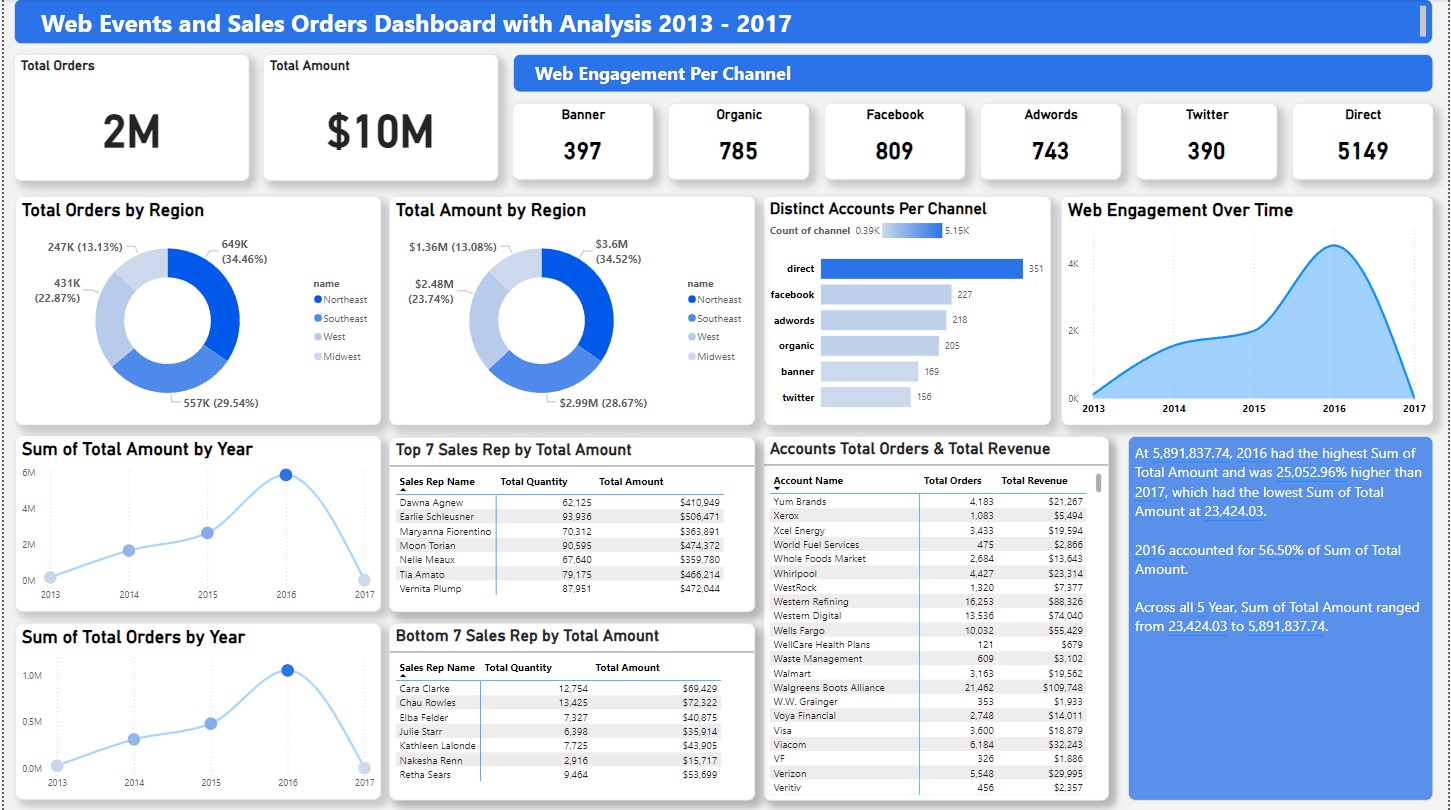 Web Events and Sales Orders Dashboard with Analysis 2013 - 2017
Total Orders
2M
Total Amount
$10M
Web Engagement Per Channel
Banner
397
Organic
785
Facebook
809
Adwords
743
Twitter
390
Direct
5149
Total Orders by Region
247K (13.13%)
649K
(34.46%)
431K
(22.87%)
557K (29.54%)
name
Northeast
Southeast
West
Midwest
Total Amount by Region
$1.36M (13.08%)
$3.6M
(34.52%)
$2.48M
(23.74%)
$2.99M (28.67%)
name
Northeast
Southeast
West
Midwest
Distinct Accounts Per Channel
Count of channel 0.39K 5.15K
direct 351
facebook 227
adwords 218
organic 205
banner 169
twitter 156
Web Engagement Over Time
4K
2K
0K
2013 2014 2015 2016 2017
Sum of Total Amount by Year
6M
4M
2M
0M
2013 2014 2015 2016 2017
Top 7 Sales Rep by Total Amount
Sales Rep Name Total Quantity Total Amount
Dawna Agnew 62,125 $410,949
Earlie Schleusner 93,936 $506,471
Maryanna Fiorentino 70,312 $363,891
Moon Torian 90,595 $474,372
Nelle Meaux 67,640 $359,780
Tia Amato 79,175 $466,214
Vernita Plump 87,951 $472,044
Accounts Total Orders & Total Revenue
Account Name Total Orders Total Revenue
Yum Brands 4,183 $21,267
Xerox 1,083 $5,494
Xcel Energy 3,433 $19,594
World Fuel Services 475 $2,866
Whole Foods Market 2,684 $13,643
Whirlpool 4,427 $23,314
WestRock 1,320 $7,377
Western Refining 16,253 $88,326
Western Digital 13,536 $74,040
Wells Fargo 10,032 $55,429
WellCare Health Plans 121 $679
Waste Management 609 $3,102
Walmart 3,163 $19,562
Walgreens Boots Alliance 21,462 $109,748
W.W. Grainger 353 $1,933
Voya Financial 2,748 $14,011
Visa 3,600 $18,879
Viacom 6,184 $32,243
VF 326 $1,886
Verizon 5,548 $29,995
Veritiv 456 $2,357
At 5,891,837.74, 2016 had the highest Sum of
Total Amount and was 25,052.96% higher than
2017, which had the lowest Sum of Total
Amount at 23,424.03.
2016 accounted for 56.50% of Sum of Total
Amount.
Across all 5 Year, Sum of Total Amount ranged
from 23,424.03 to 5,891,837.74.
Sum of Total Orders by Year
1.0M
0.5M
0.0M
2013 2014 2015 2016 2017
Bottom 7 Sales Rep by Total Amount
Sales Rep Name Total Quantity Total Amount
Cara Clarke 12,754 $69,429
Chau Rowles 13,425 $72,322
Elba Felder 7,327 $40,875
Julie Starr 6,398 $35,914
Kathleen Lalonde 7,725 $43,905
Nakesha Renn 2,916 $15,717
Retha Sears 9,464 $53,699